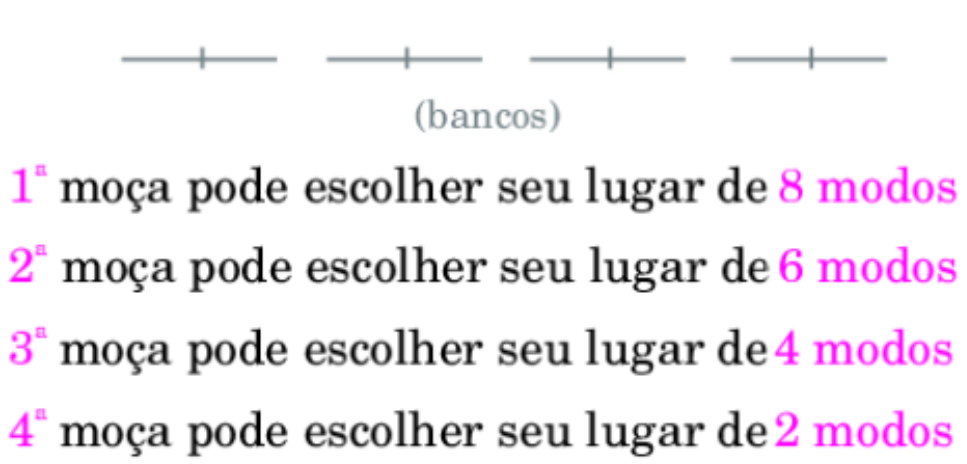 (bancos)
1ª moça pode escolher seu lugar de 8 modos
2ª moça pode escolher seu lugar de 6 modos
3ª moça pode escolher seu lugar de 4 modos
4ª moça pode escolher seu lugar de 2 modos